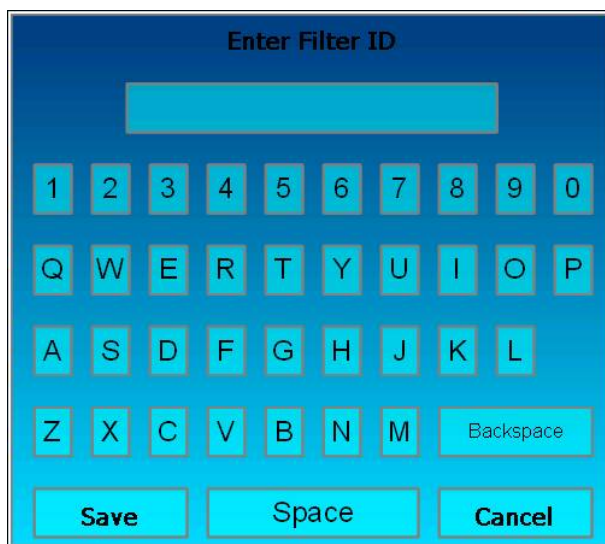 Enter Filter ID
1 2 3 4 5 6 7 8 9 0
Q W E R T Y U I O P
A S D F G H J K L
Z X C V B N M Backspace
Save Space Cancel